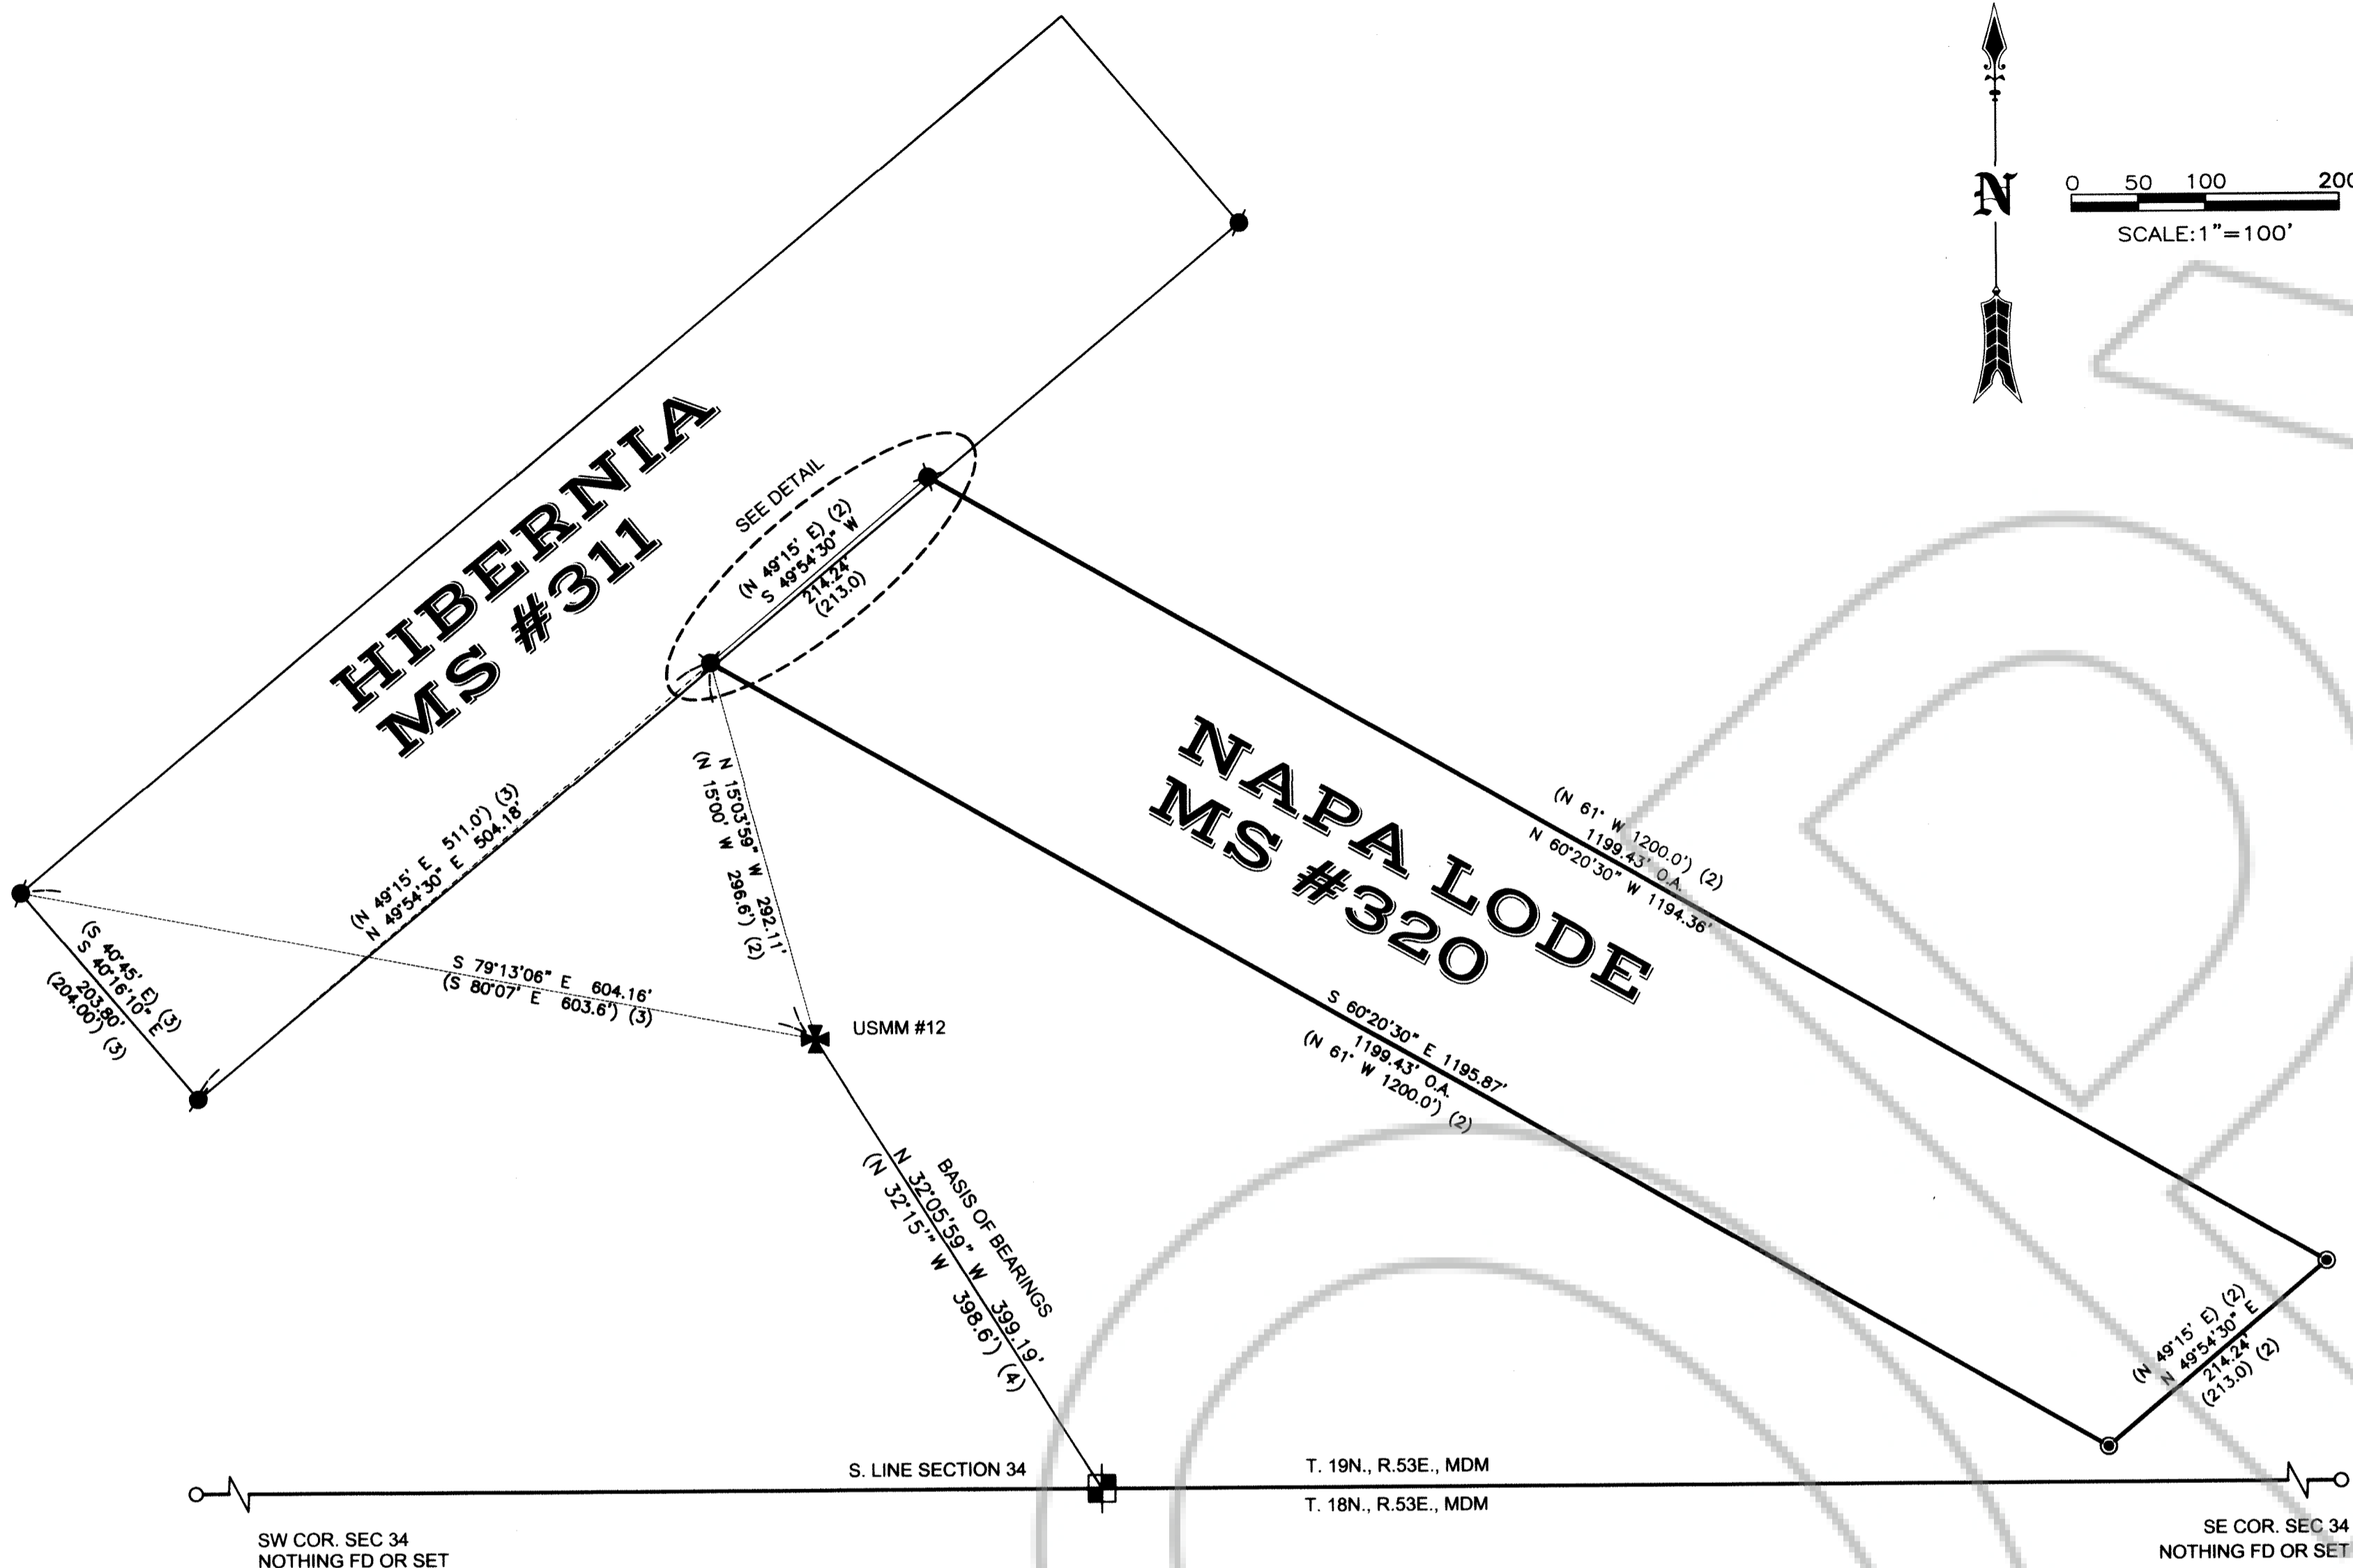 N
0 50 100 200
SCALE:1"=100'
HIBERNIA
MS #311
SEE DETAIL
(N 49°15' E) (2)
S 49°54'30" W
214.24'
(213.0)
(N 49°15' E 511.0') (3)
N 49°54'30" E 504.18'
N 15°03'59" W 292.11'
(N 15°00' W 296.6') (2)
NAPA LODE
MS #320
(N 61° W 1200.0') (2)
1199.43' O.A.
N 60°20'30" W 1194.36'
S 79°13'06" E 604.16'
(S 80°07' E 603.6') (3)
(S 40°45' E) (3)
S 40°16'10" E
203.80'
(204.00') (3)
USMM #12
S 60°20'30" E 1195.87'
1199.43' O.A.
(N 61° W 1200.0') (2)
BASIS OF BEARINGS
N 32°05'59" W 399.19'
(N 32°15'" W 398.6') (4)
(N 49°15' E) (2)
N 49°54'30" E
214.24'
(213.0) (2)
S. LINE SECTION 34
T. 19N., R.53E., MDM
T. 18N., R.53E., MDM
SW COR. SEC 34
NOTHING FD OR SET
SE COR. SEC 34
NOTHING FD OR SET